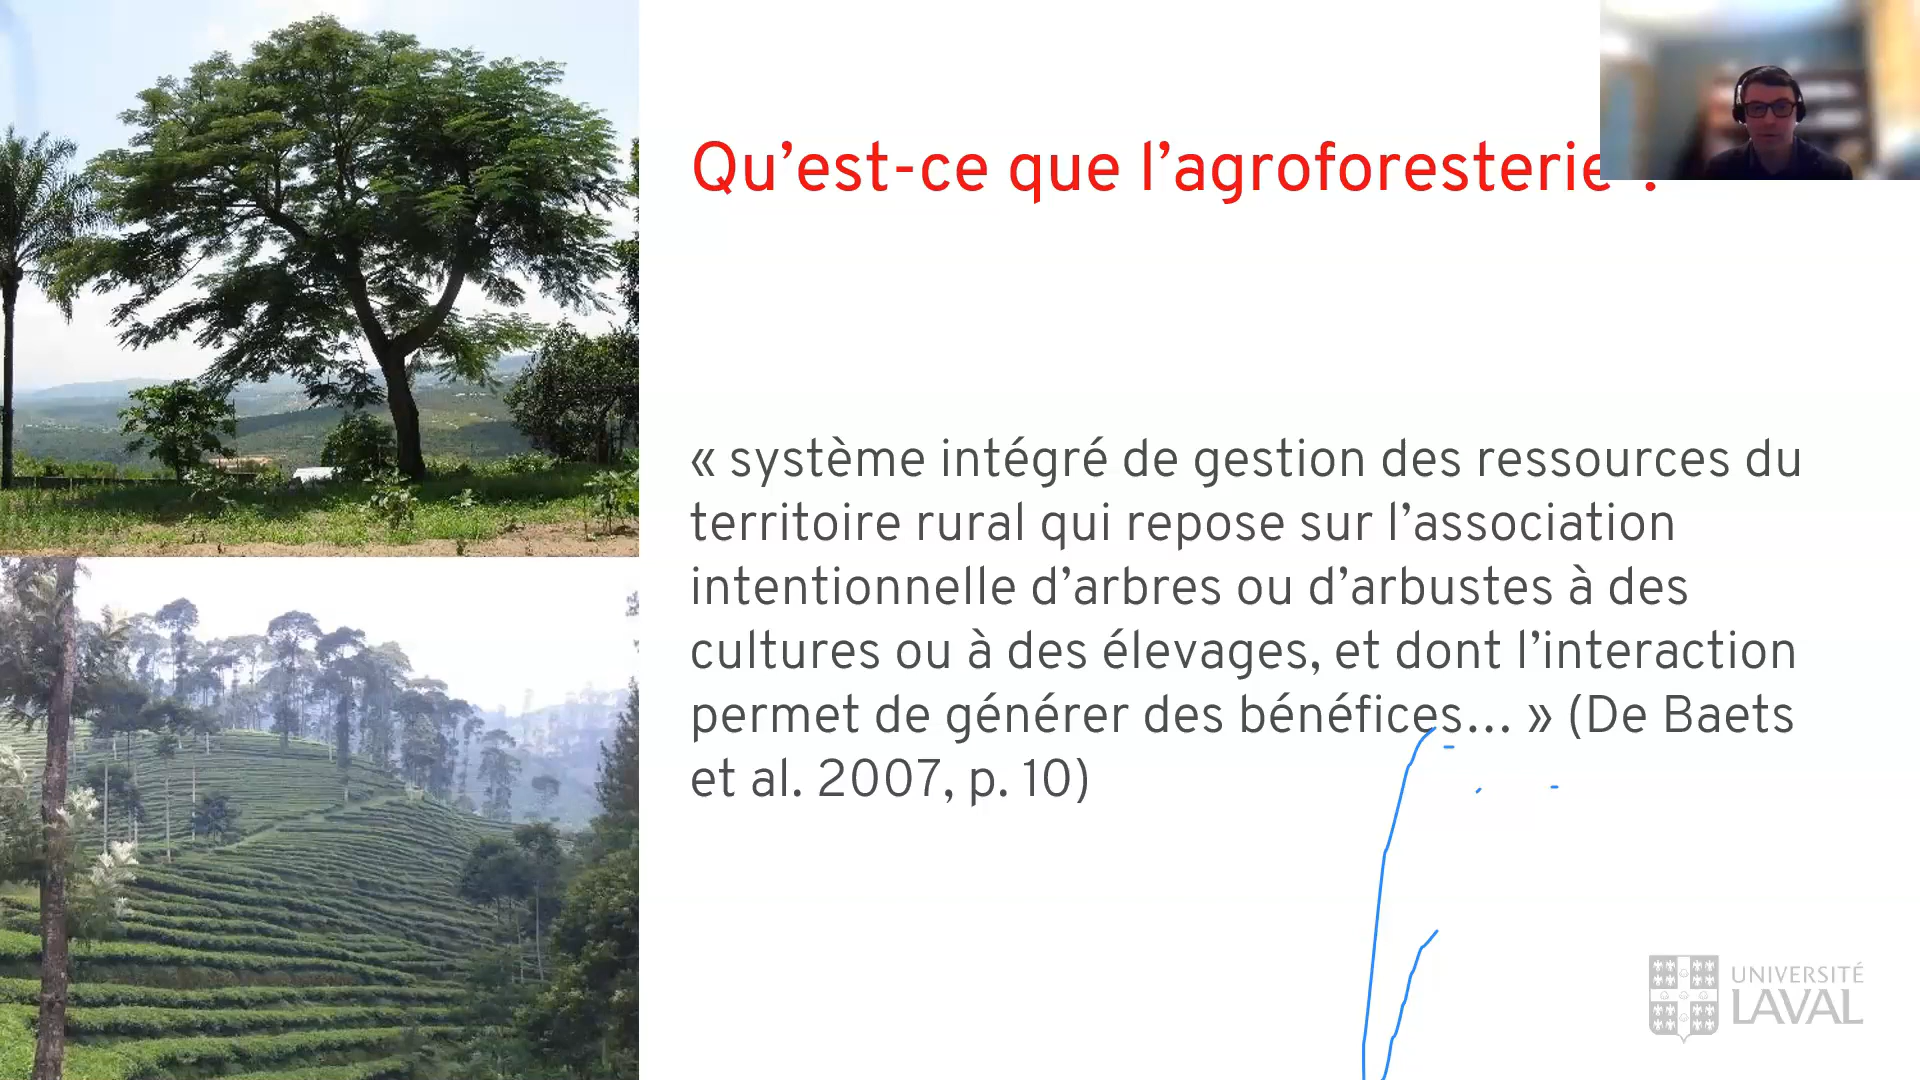 Qu’est-ce que l’agroforesterie ?
« système intégré de gestion des ressources du
territoire rural qui repose sur l’association
intentionnelle d’arbres ou d’arbustes à des
cultures ou à des élevages, et dont l’interaction
permet de générer des bénéfices... » (De Baets
et al. 2007, p. 10)
UNIVERSITÉ
LAVAL